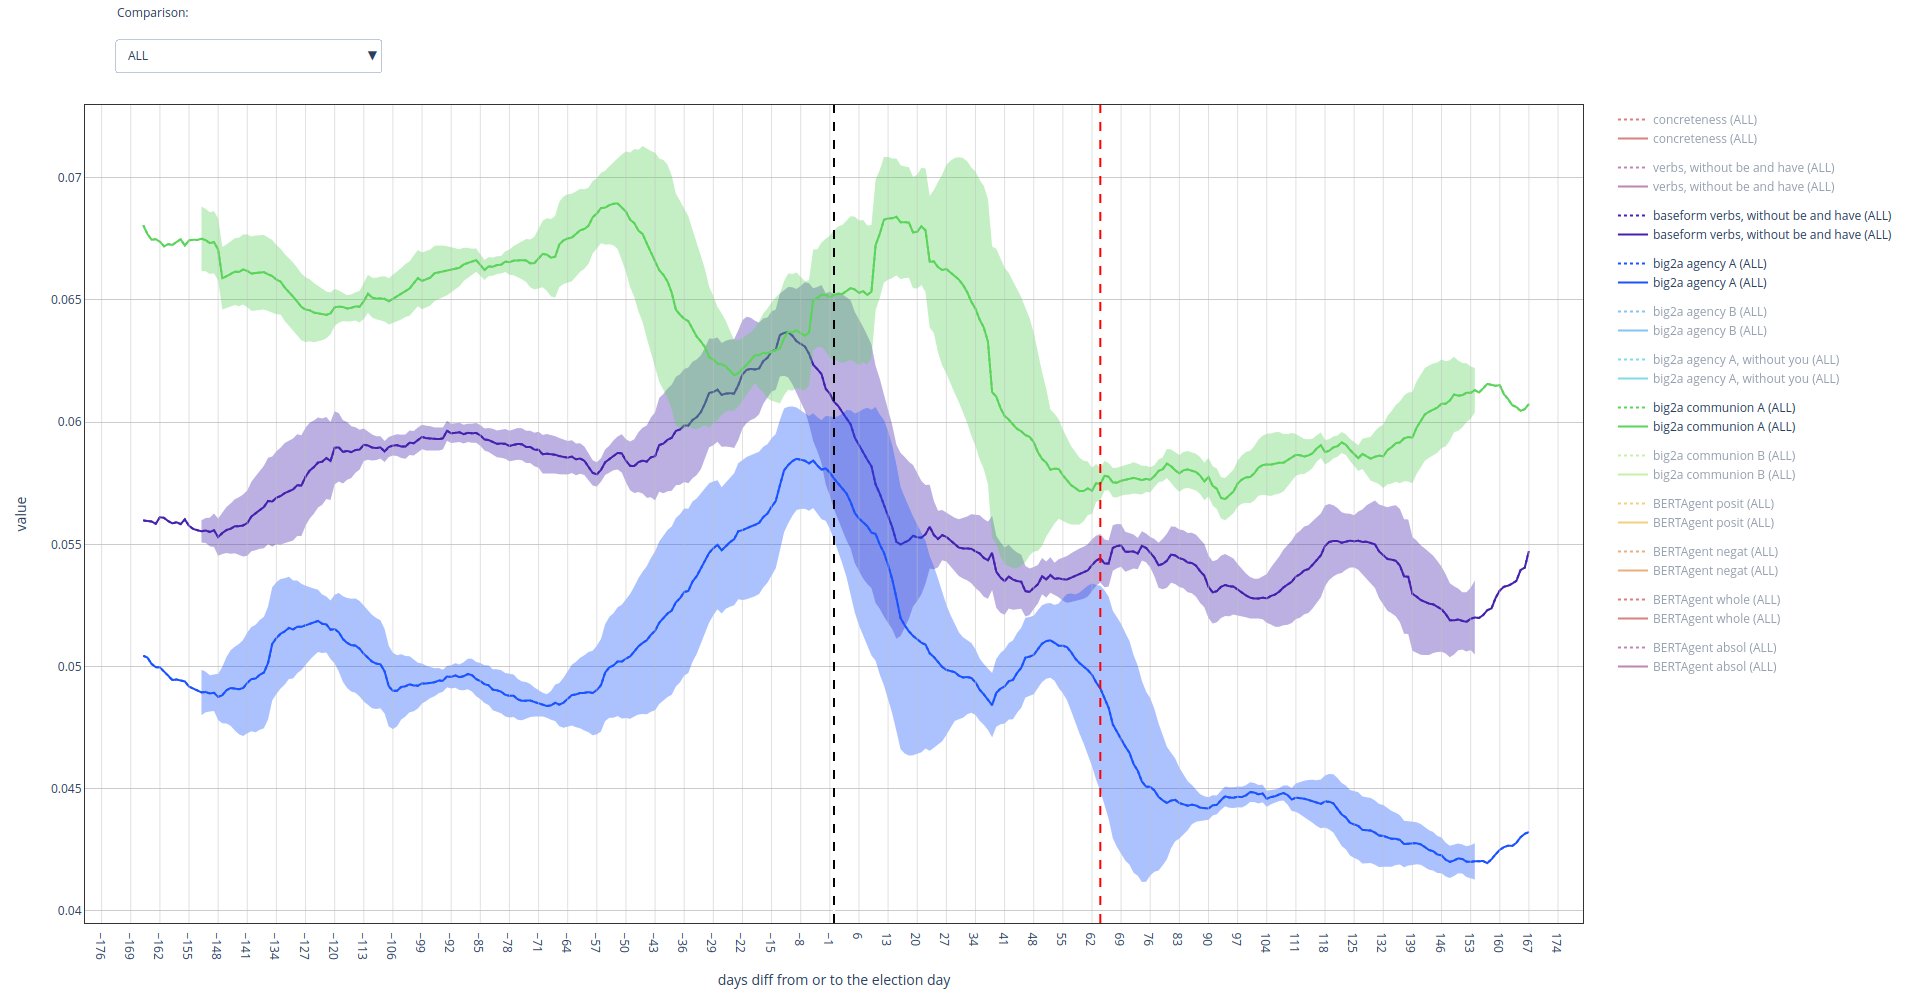 Comparison:
ALL
▼
0.07
0.065
0.06
0.055
0.05
0.045
0.04
value
−176
−169
−162
−155
−148
−141
−134
−127
−120
−113
−106
−99
−92
−85
−78
−71
−64
−57
−50
−43
−36
−29
−22
−15
−8
−1
6
13
20
27
34
41
48
55
62
69
76
83
90
97
104
111
118
125
132
139
146
153
160
167
174
days diff from or to the election day
concreteness (ALL)
concreteness (ALL)
verbs, without be and have (ALL)
verbs, without be and have (ALL)
baseform verbs, without be and have (ALL)
baseform verbs, without be and have (ALL)
big2a agency A (ALL)
big2a agency A (ALL)
big2a agency B (ALL)
big2a agency B (ALL)
big2a agency A, without you (ALL)
big2a agency A, without you (ALL)
big2a communion A (ALL)
big2a communion A (ALL)
big2a communion B (ALL)
big2a communion B (ALL)
BERTAgent posit (ALL)
BERTAgent posit (ALL)
BERTAgent negat (ALL)
BERTAgent negat (ALL)
BERTAgent whole (ALL)
BERTAgent whole (ALL)
BERTAgent absol (ALL)
BERTAgent absol (ALL)